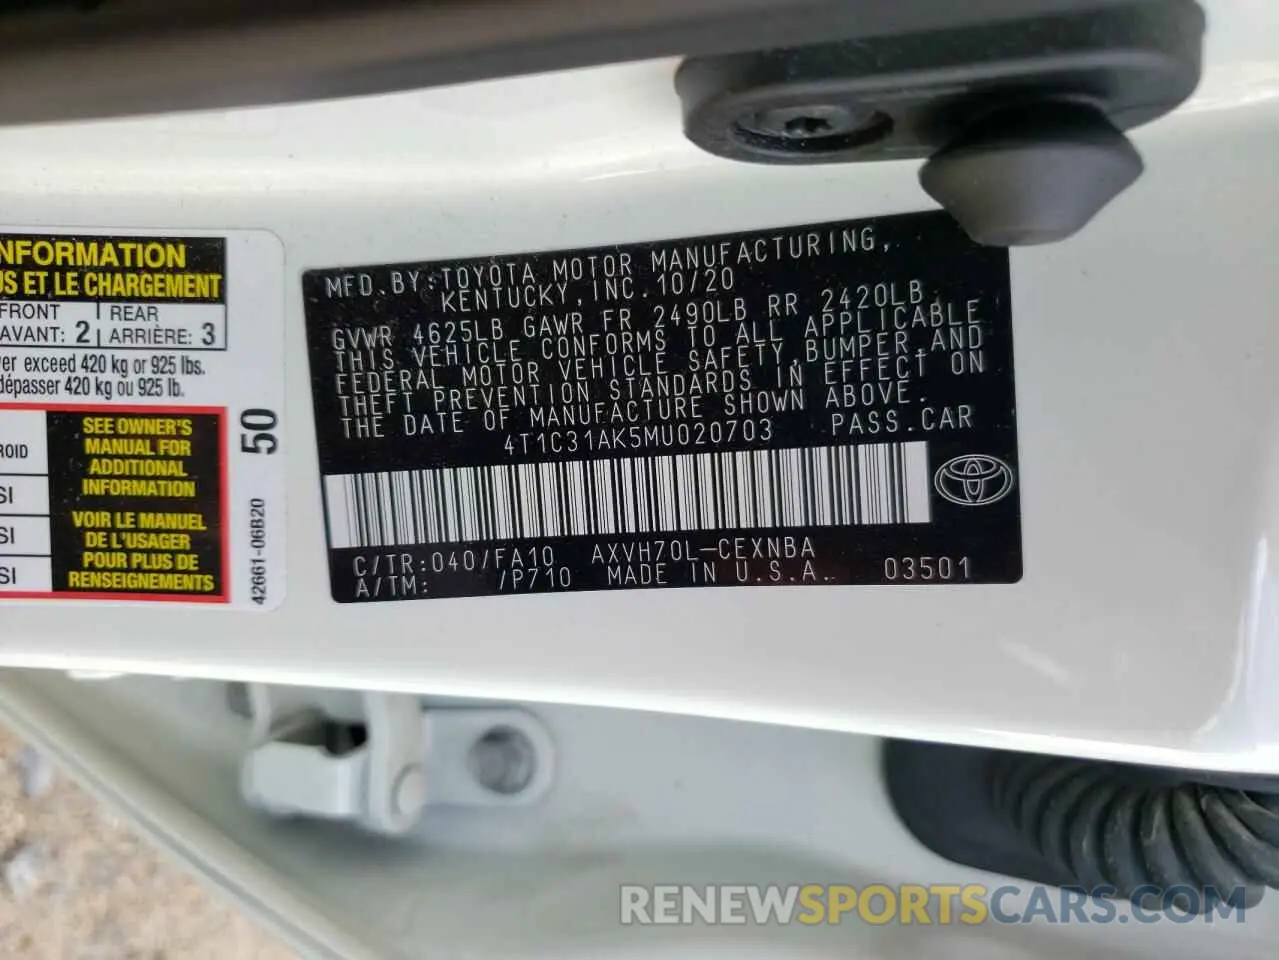 NFORMATION
US ET LE CHARGEMENT
FRONT REAR
AVANT: 2 ARRIÈRE: 3
ver exceed 420 kg or 925 lbs.
dépasser 420 kg ou 925 lb.
ROID
SI
SI
SI
SEE OWNER'S
MANUAL FOR
ADDITIONAL
INFORMATION
VOIR LE MANUEL
DE L'USAGER
POUR PLUS DE
RENSEIGNEMENTS
50
42661-06B20
MFD.BY:TOYOTA MOTOR MANUFACTURING,
KENTUCKY,INC.10/20
GVWR 4625LB GAWR FR 2490LB RR 2420LB
THIS VEHICLE CONFORMS TO ALL APPLICABLE
FEDERAL MOTOR VEHICLE SAFETY,BUMPER,AND
THEFT PREVENTION STANDARDS IN EFFECT ON
THE DATE OF MANUFACTURE SHOWN ABOVE.
4T1C31AK5MU020703 PASS.CAR
C/TR:040/FA10 AXVH70L-CEXNBA
A/TM: /P710 MADE IN U.S.A. 03501
RENEWSPORTSCARS.COM